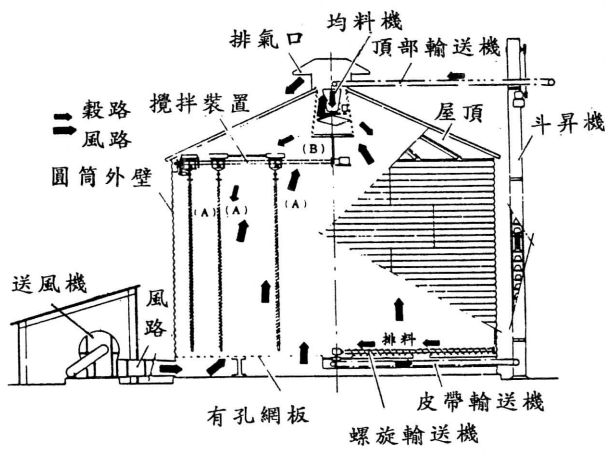 均料機
排氣口
頂部輸送機
攪拌裝置
穀路
風路
屋頂
斗昇機
(B)
圓筒外壁
(A)
(A)
(A)
送風機
風路
排料
有孔網板
皮帶輸送機
螺旋輸送機